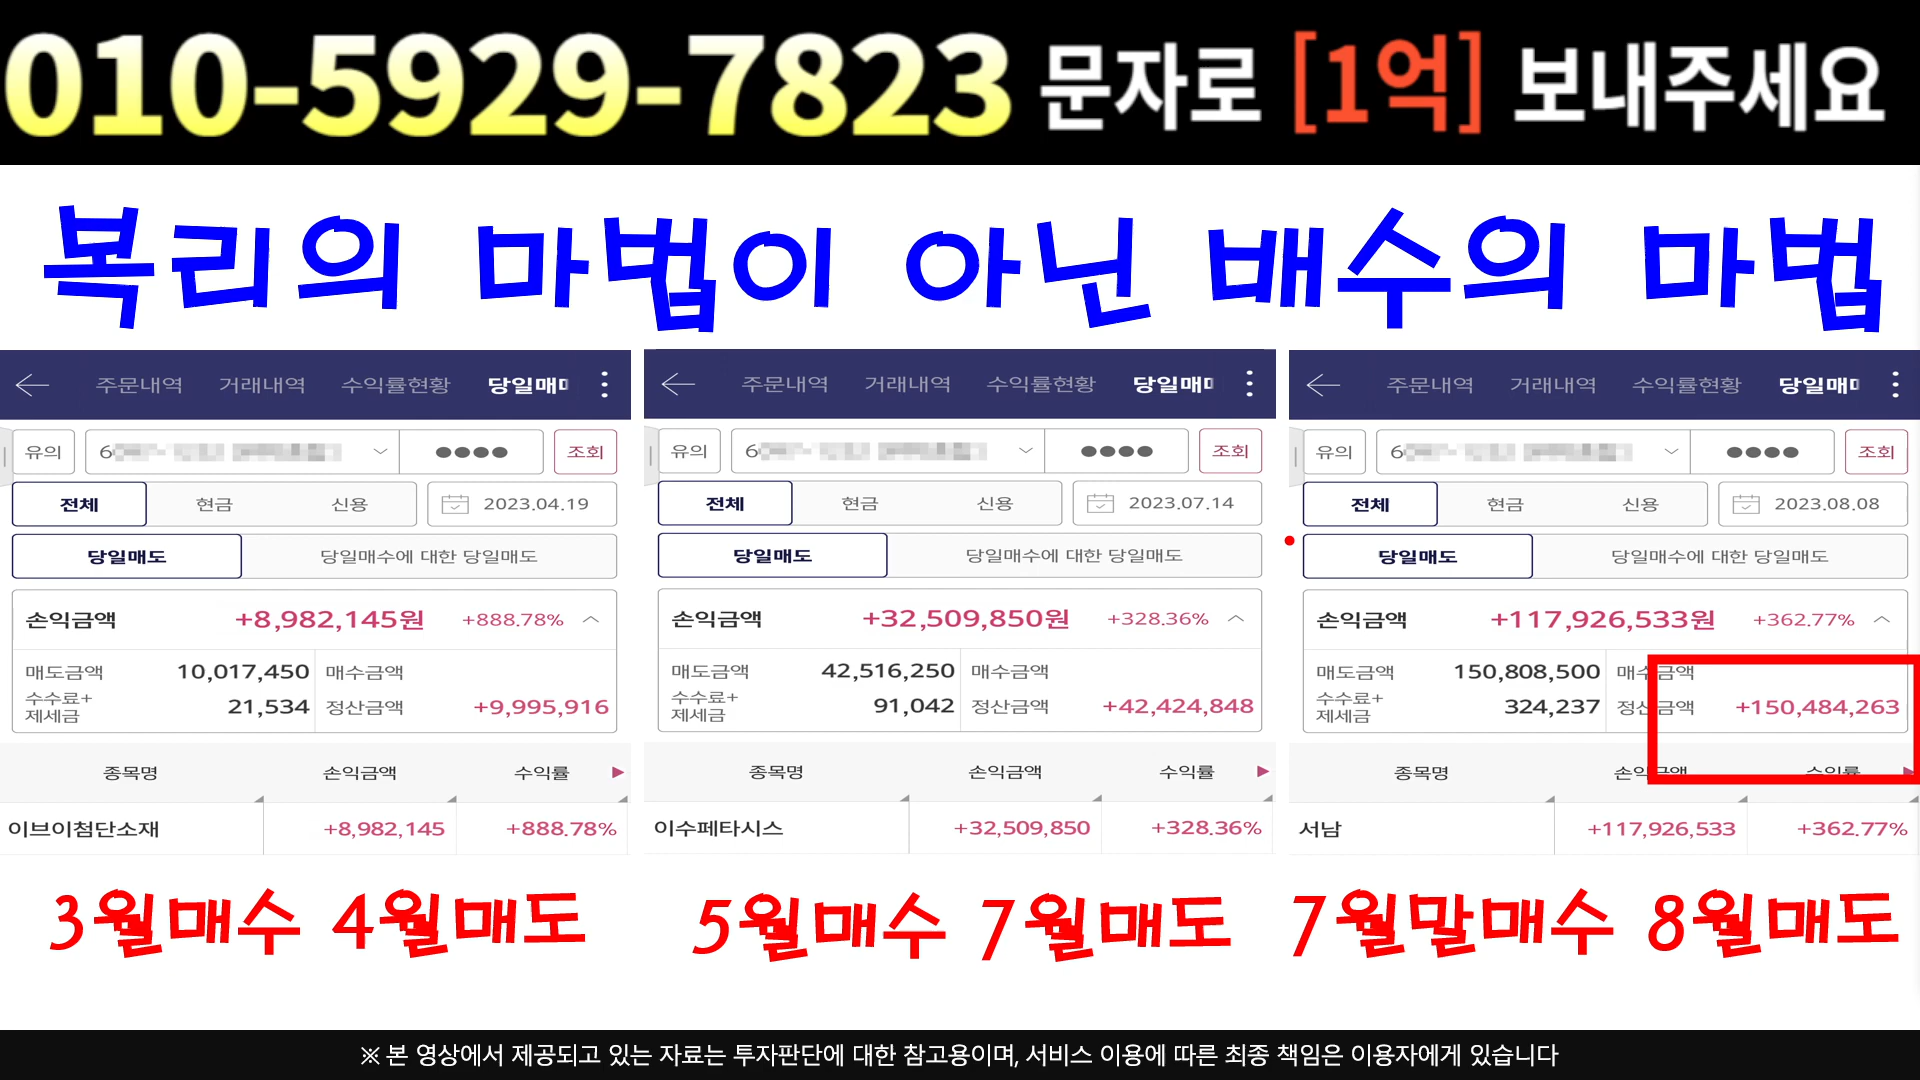 010-5929-7823 문자로 [1억] 보내주세요
복리의 마법이 아닌 배수의 마법
주문내역 거래내역 수익률현황 당일매
유의 6 ●●●● 조회
전체 현금 신용 2023.04.19
당일매도 당일매수에 대한 당일매도
손익금액 +8,982,145원 +888.78%
매도금액 10,017,450 매수금액
수수료+
제세금 21,534 정산금액 +9,995,916
종목명 손익금액 수익률
이브이첨단소재 +8,982,145 +888.78%
3월매수 4월매도
주문내역 거래내역 수익률현황 당일매
유의 6 ●●●● 조회
전체 현금 신용 2023.07.14
당일매도 당일매수에 대한 당일매도
손익금액 +32,509,850원 +328.36%
매도금액 42,516,250 매수금액
수수료+
제세금 91,042 정산금액 +42,424,848
종목명 손익금액 수익률
이수페타시스 +32,509,850 +328.36%
5월매수 7월매도
주문내역 거래내역 수익률현황 당일매
유의 6 ●●●● 조회
전체 현금 신용 2023.08.08
당일매도 당일매수에 대한 당일매도
손익금액 +117,926,533원 +362.77%
매도금액 150,808,500 매수금액
수수료+
제세금 324,237 정산금액 +150,484,263
종목명 손익금액 수익률
서남 +117,926,533 +362.77%
7월말매수 8월매도
※ 본 영상에서 제공되고 있는 자료는 투자판단에 대한 참고용이며, 서비스 이용에 따른 최종 책임은 이용자에게 있습니다